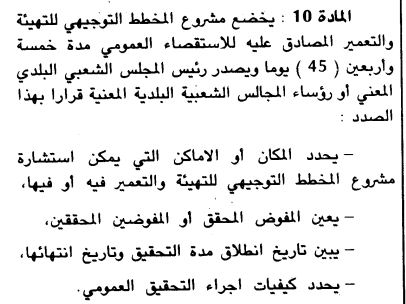 المادة 10 : يخضع مشروع المخطط التوجيهي للتهيئة
والتعمير المصادق عليه للاستقصاء العمومي مدة خمسة
وأربعين ( 45 ) يوما ويصدر رئيس المجلس الشعبي البلدي
المعني أو رؤساء المجالس الشعبية البلدية المعنية قرارا بهذا
الصدد :
– يحدد المكان أو الاماكن التي يمكن استشارة
مشروع المخطط التوجيهي للتهيئة والتعمير فيه أو فيها،
– يعين المفوض المحقق أو المفوضين المحققين،
– يبين تاريخ انطلاق مدة التحقيق وتاريخ انتهائها،
– يحدد كيفيات اجراء التحقيق العمومي.